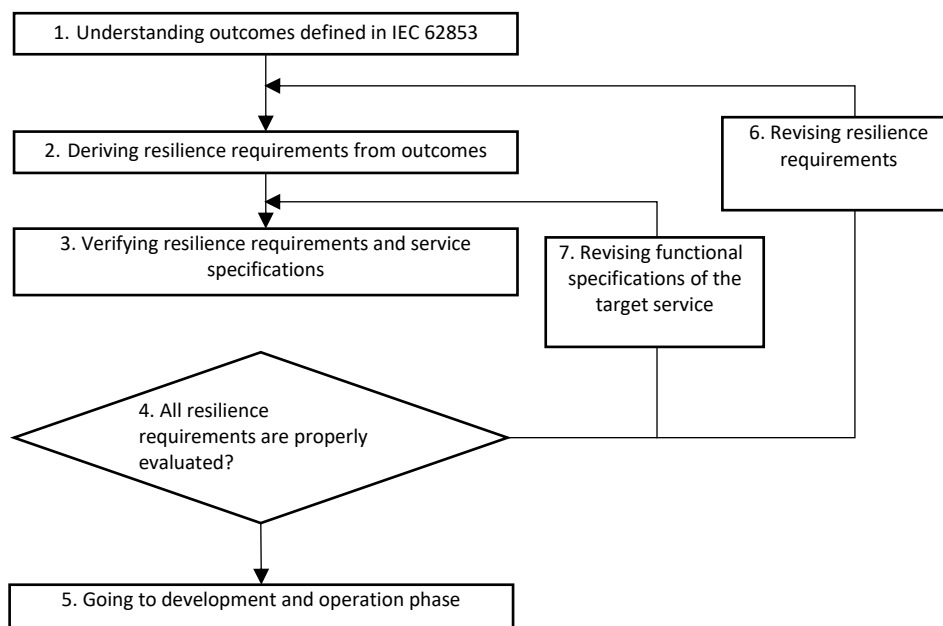 1. Understanding outcomes defined in IEC 62853
2. Deriving resilience requirements from outcomes
6. Revising resilience
requirements
3. Verifying resilience requirements and service
specifications
7. Revising functional
specifications of the
target service
4. All resilience
requirements are properly
evaluated?
5. Going to development and operation phase